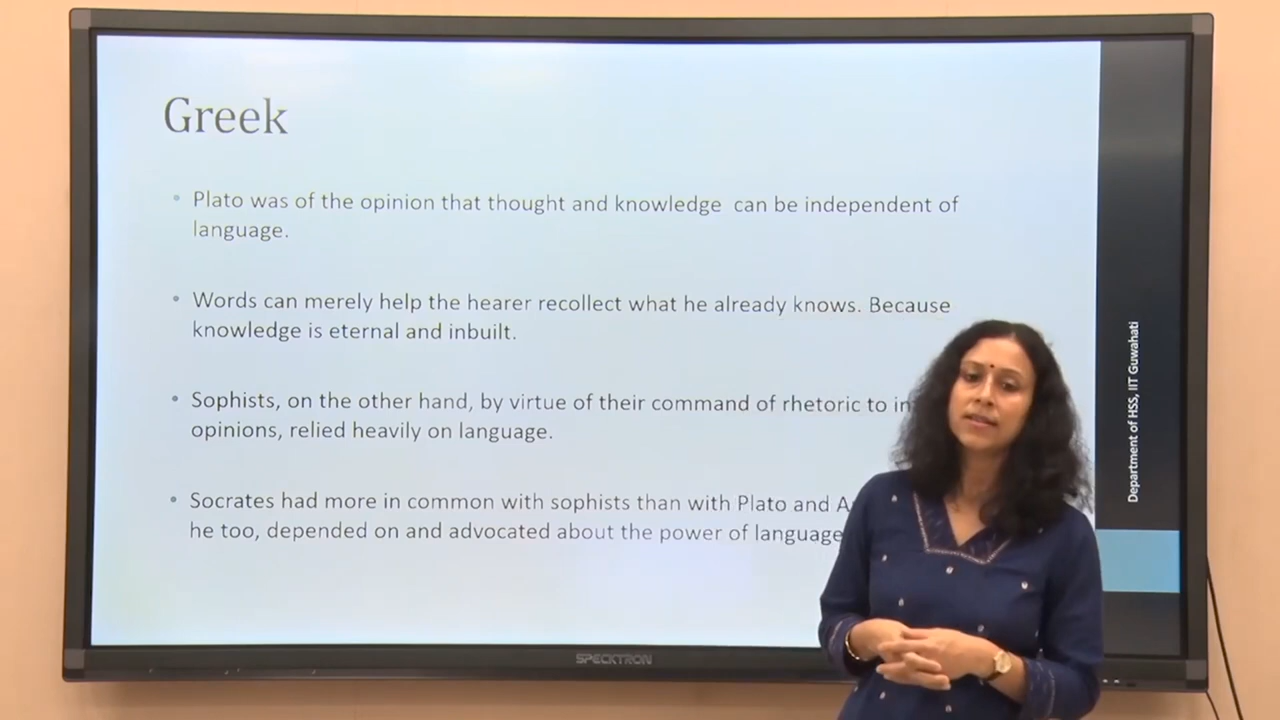 Greek
Plato was of the opinion that thought and knowledge can be independent of
language.
Words can merely help the hearer recollect what he already knows. Because
knowledge is eternal and inbuilt.
Sophists, on the other hand, by virtue of their command of rhetoric to
opinions, relied heavily on language.
Socrates had more in common with sophists than with Plato and
he too, depended on and advocated about the power of language
Department of HSS, IIT Guwahati
SPECKTRON